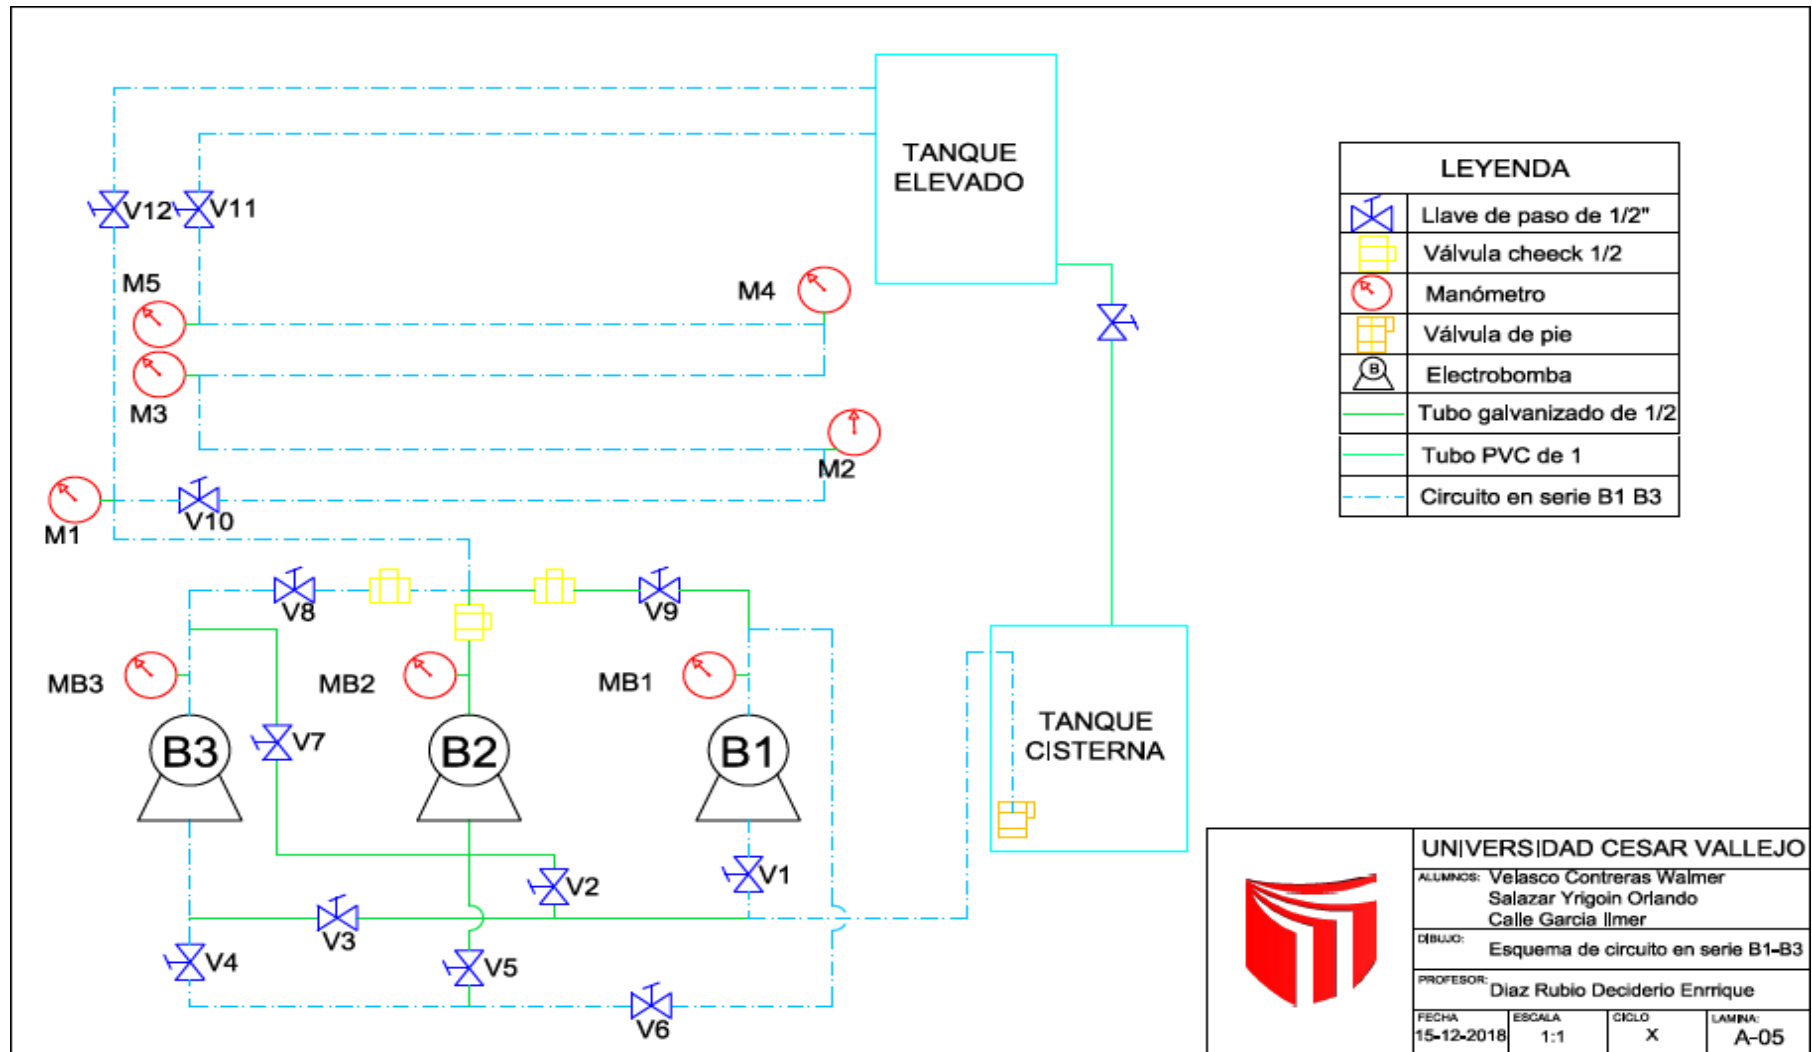 TANQUE
ELEVADO
V12
V11
M5
M4
M3
M2
M1
V10
V8
V9
MB3
MB2
MB1
B3
B2
B1
V7
V2
V1
V3
V4
V5
V6
TANQUE
CISTERNA
LEYENDA
Llave de paso de 1/2"
Válvula cheeck 1/2
Manómetro
Válvula de pie
B
Electrobomba
Tubo galvanizado de 1/2
Tubo PVC de 1
Circuito en serie B1 B3
UNIVERSIDAD CESAR VALLEJO
ALUMNOS: Velasco Contreras Walmer
Salazar Yrigoin Orlando
Calle Garcia Ilmer
DIBUJO: Esquema de circuito en serie B1-B3
PROFESOR: Diaz Rubio Deciderio Enrrique
FECHA ESCALA CICLO LAMINA:
15-12-2018 1:1 X A-05